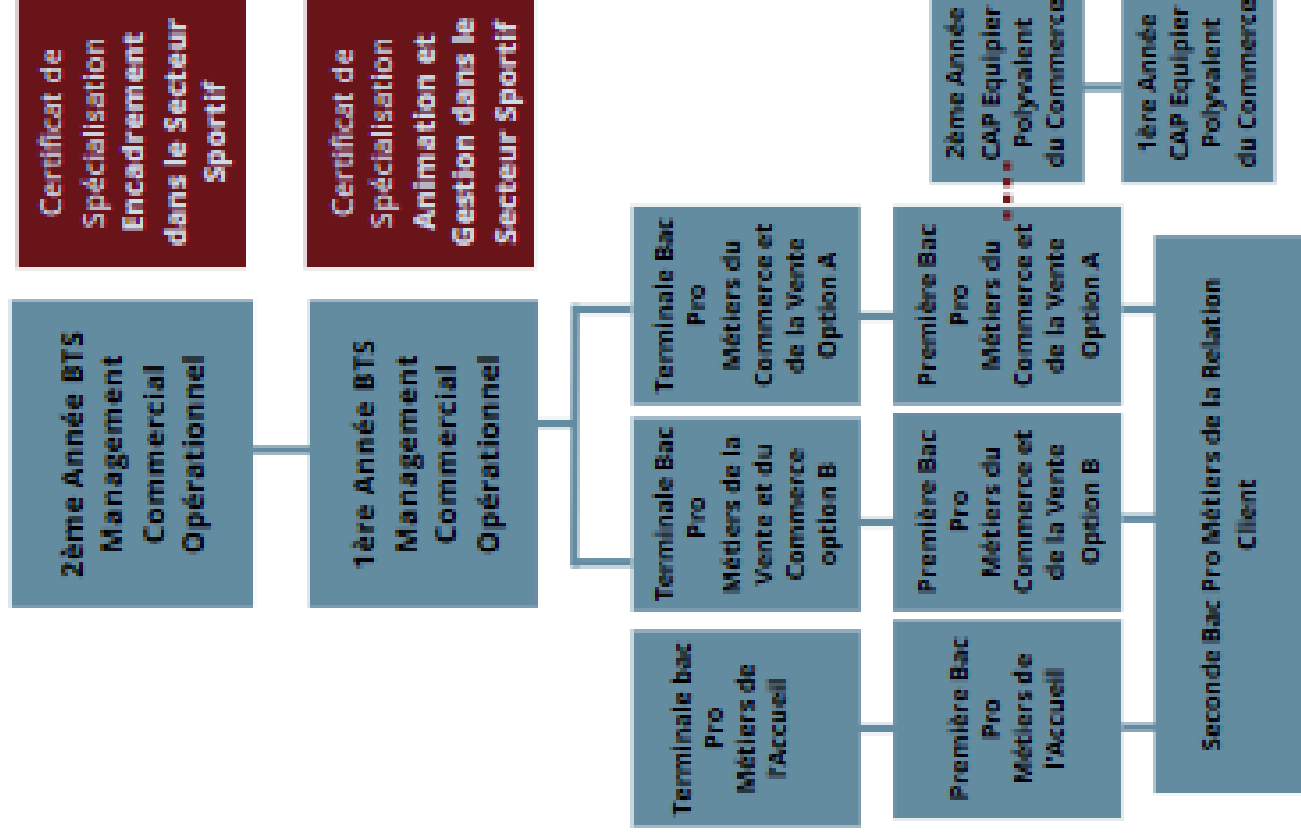 2ème Année BTS
Management
Commercial
Opérationnel
Certificat de
Spécialisation
Encadrement
dans le Secteur
Sportif
1ère Année BTS
Management
Commercial
Opérationnel
Certificat de
Spécialisation
Animation et
Gestion dans le
Secteur Sportif
Terminale bac
Pro
Métiers de
l'Accueil
Terminale Bac
Pro
Métiers de la
Vente et du
Commerce
option B
Terminale Bac
Pro
Métiers du
Commerce et
de la Vente
Option A
Première Bac
Pro
Métiers de
l'Accueil
Première Bac
Pro
Métiers du
Commerce et
de la Vente
Option B
Première Bac
Pro
Métiers du
Commerce et
de la Vente
Option A
2ème Année
CAP Equipier
Polyvalent
du Commerce
Seconde Bac Pro Métiers de la Relation
Client
1ère Année
CAP Equipier
Polyvalent
du Commerce